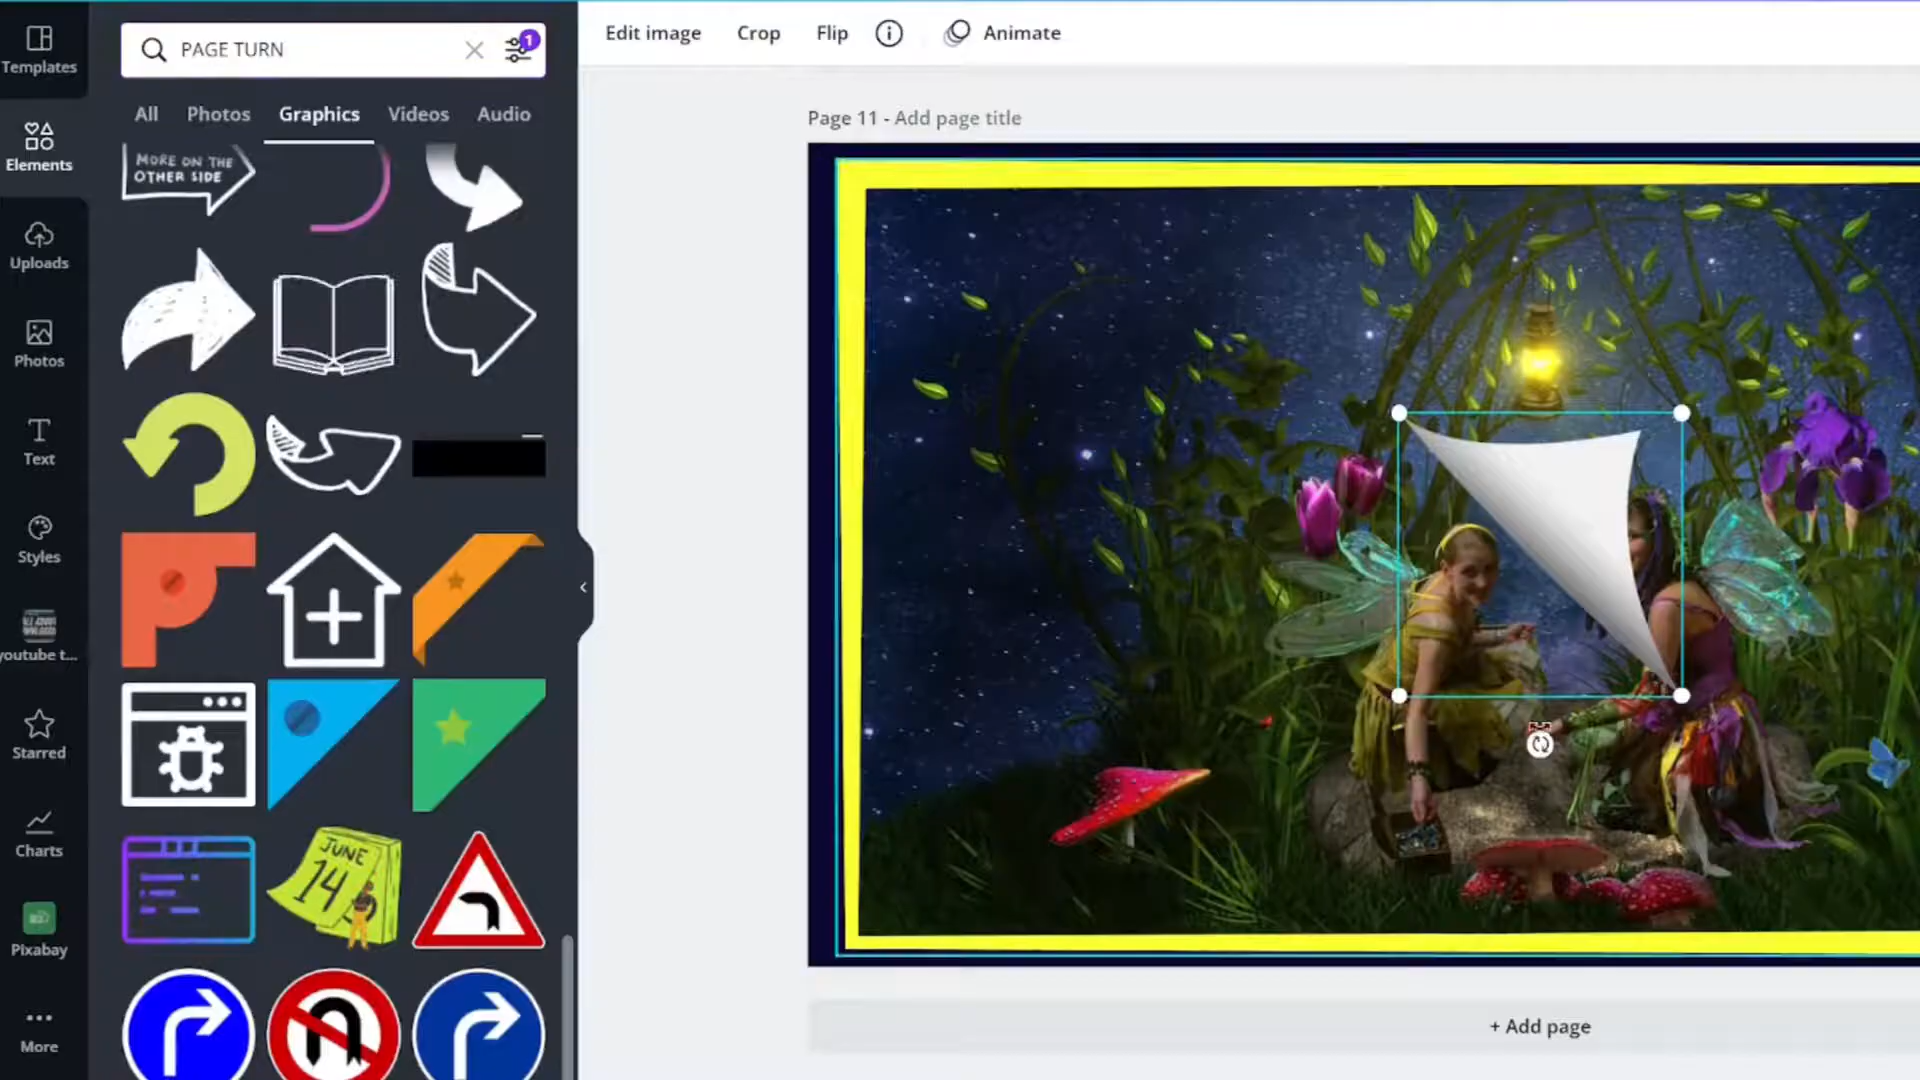 Templates
Elements
Uploads
Photos
Text
Styles
youtube t...
Starred
Charts
Pixabay
More
PAGE TURN
1
All
Photos
Graphics
Videos
Audio
MORE ON THE
OTHER SIDE
JUNE
14
Edit image
Crop
Flip
Animate
Page 11 - Add page title
+ Add page